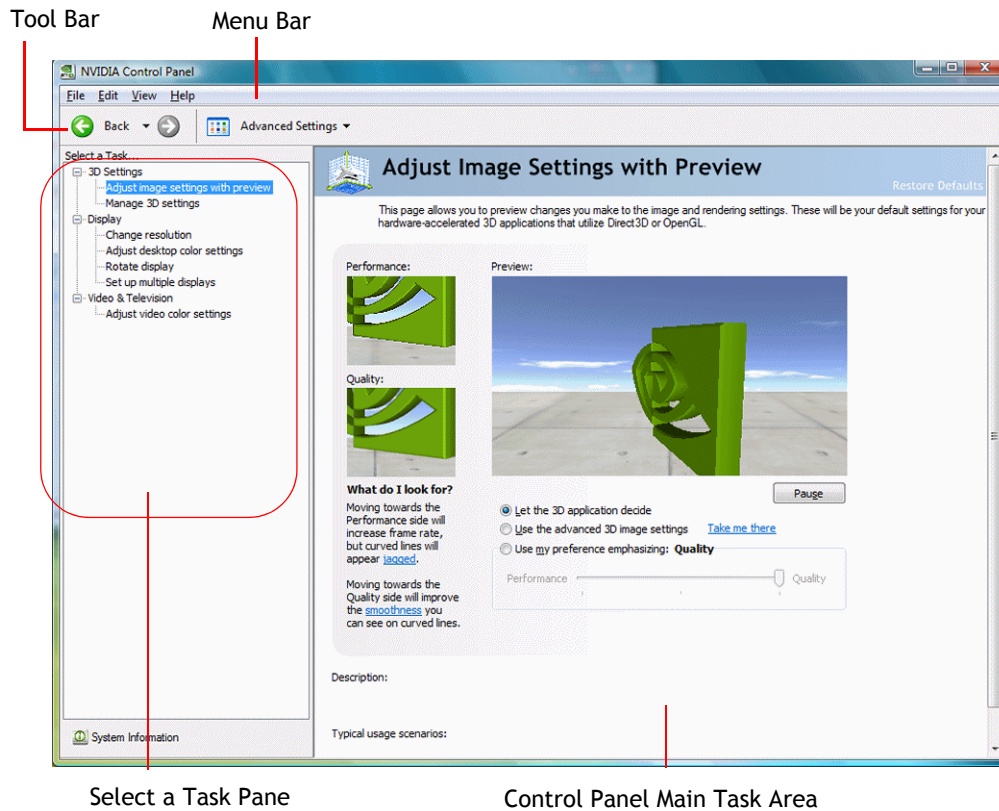 Tool Bar
Menu Bar
NVIDIA Control Panel
File Edit View Help
Back
Advanced Settings
Select a Task...
3D Settings
Adjust image settings with preview
Manage 3D settings
Display
Change resolution
Adjust desktop color settings
Rotate display
Set up multiple displays
Video & Television
Adjust video color settings
System Information
Adjust Image Settings with Preview
Restore Defaults
This page allows you to preview changes you make to the image and rendering settings. These will be your default settings for your
hardware-accelerated 3D applications that utilize Direct3D or OpenGL.
Performance:
Quality:
What do I look for?
Moving towards the
Performance side will
increase frame rate,
but curved lines will
appear jagged.
Moving towards the
Quality side will improve
the smoothness you
can see on curved lines.
Preview:
Pause
Let the 3D application decide
Use the advanced 3D image settings Take me there
Use my preference emphasizing: Quality
Performance Quality
Description:
Typical usage scenarios:
Select a Task Pane
Control Panel Main Task Area